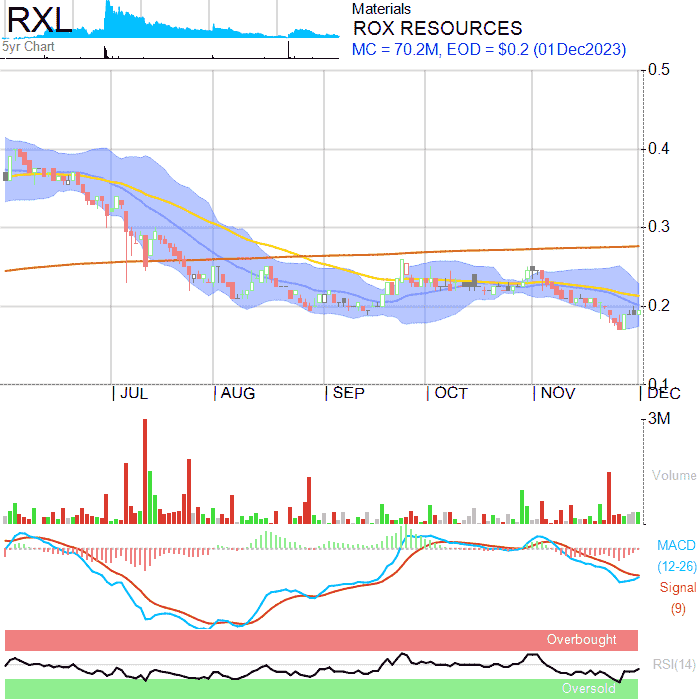 RXL
Materials
ROX RESOURCES
5yr Chart
MC = 70.2M, EOD = $0.2 (01Dec2023)
0.5
0.4
0.3
0.2
0.1
JUL AUG SEP OCT NOV DEC
3M
Volume
MACD
(12-26)
Signal
(9)
Overbought
RSI(14)
Oversold